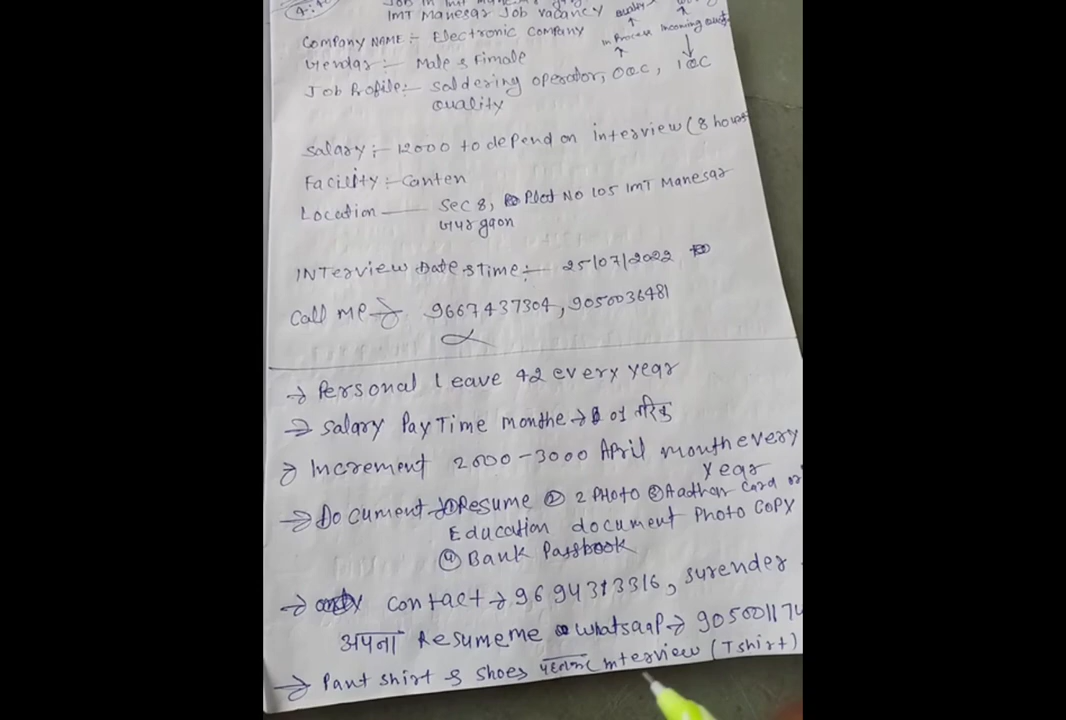 IMT Manesar Job vacancy
Company NAME :- Electronic Company
Gendar :- Male & Fimale
In Process Incoming
Job Profile :- Soldering operator, OQC, IQC
Quality
Salary :- 12000 to depend on interview (8 hours
Facility :- Canten
Location — Sec 8, Plot No 105 IMT Manesar
Gurgaon
INTerview Date & time :- 25/07/2022
Call Me → 9667437304, 9050036481
→ Personal leave 42 every year
→ Salary Pay Time monthe → 01 तारिक
→ Increment 2000-3000 April month every
year
→ Document → ① Resume ② 2 PHoto ③ Aadhar card or
Education document Photo Copy
④ Bank Passbook
→ Contact → 9694313316, Surender
अपना Resumeme whatsaap → 905001174
→ Pant shirt & shoes पहनकर interview (Tshirt)